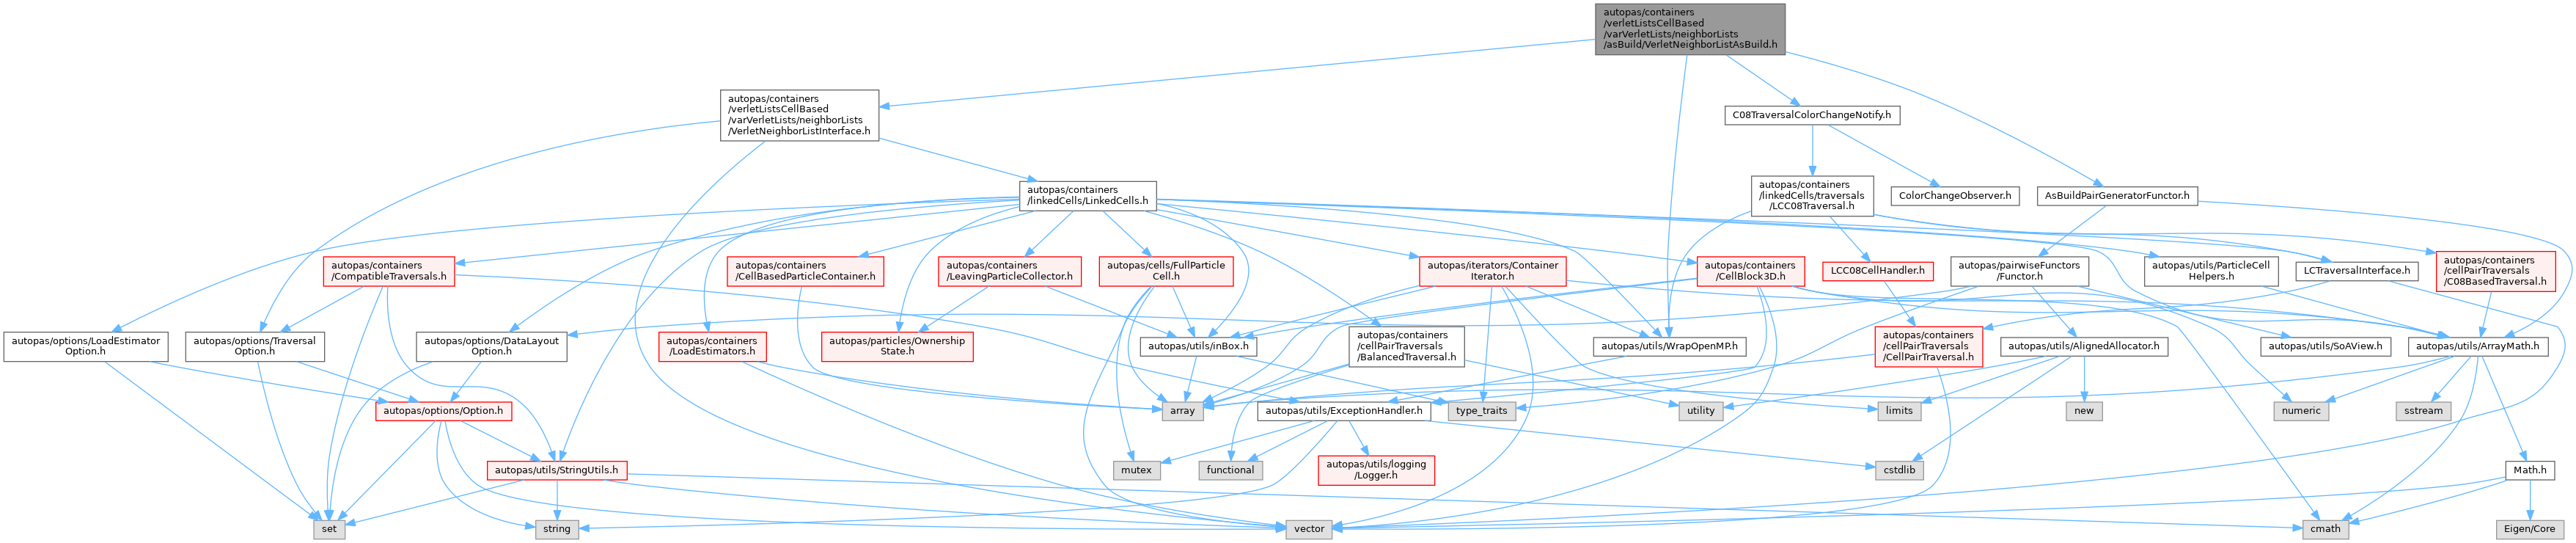 autopas/containers
/verletListsCellBased
/varVerletLists/neighborLists
/asBuild/VerletNeighborListAsBuild.h
autopas/containers
/verletListsCellBased
/varVerletLists/neighborLists
/VerletNeighborListInterface.h
C08TraversalColorChangeNotify.h
autopas/containers
/linkedCells/LinkedCells.h
autopas/containers
/linkedCells/traversals
/LCC08Traversal.h
ColorChangeObserver.h
AsBuildPairGeneratorFunctor.h
autopas/containers
/CompatibleTraversals.h
autopas/containers
/CellBasedParticleContainer.h
autopas/containers
/LeavingParticleCollector.h
autopas/cells/FullParticle
Cell.h
autopas/iterators/Container
Iterator.h
autopas/containers
/CellBlock3D.h
LCC08CellHandler.h
autopas/pairwiseFunctors
/Functor.h
autopas/utils/ParticleCell
Helpers.h
LCTraversalInterface.h
autopas/containers
/cellPairTraversals
/C08BasedTraversal.h
autopas/options/LoadEstimator
Option.h
autopas/options/Traversal
Option.h
autopas/options/DataLayout
Option.h
autopas/containers
/LoadEstimators.h
autopas/particles/Ownership
State.h
autopas/utils/inBox.h
autopas/containers
/cellPairTraversals
/BalancedTraversal.h
autopas/utils/WrapOpenMP.h
autopas/containers
/cellPairTraversals
/CellPairTraversal.h
autopas/utils/AlignedAllocator.h
autopas/utils/SoAView.h
autopas/utils/ArrayMath.h
autopas/options/Option.h
array
autopas/utils/ExceptionHandler.h
type_traits
utility
limits
new
numeric
sstream
autopas/utils/StringUtils.h
mutex
functional
autopas/utils/logging
/Logger.h
cstdlib
Math.h
set
string
vector
cmath
Eigen/Core